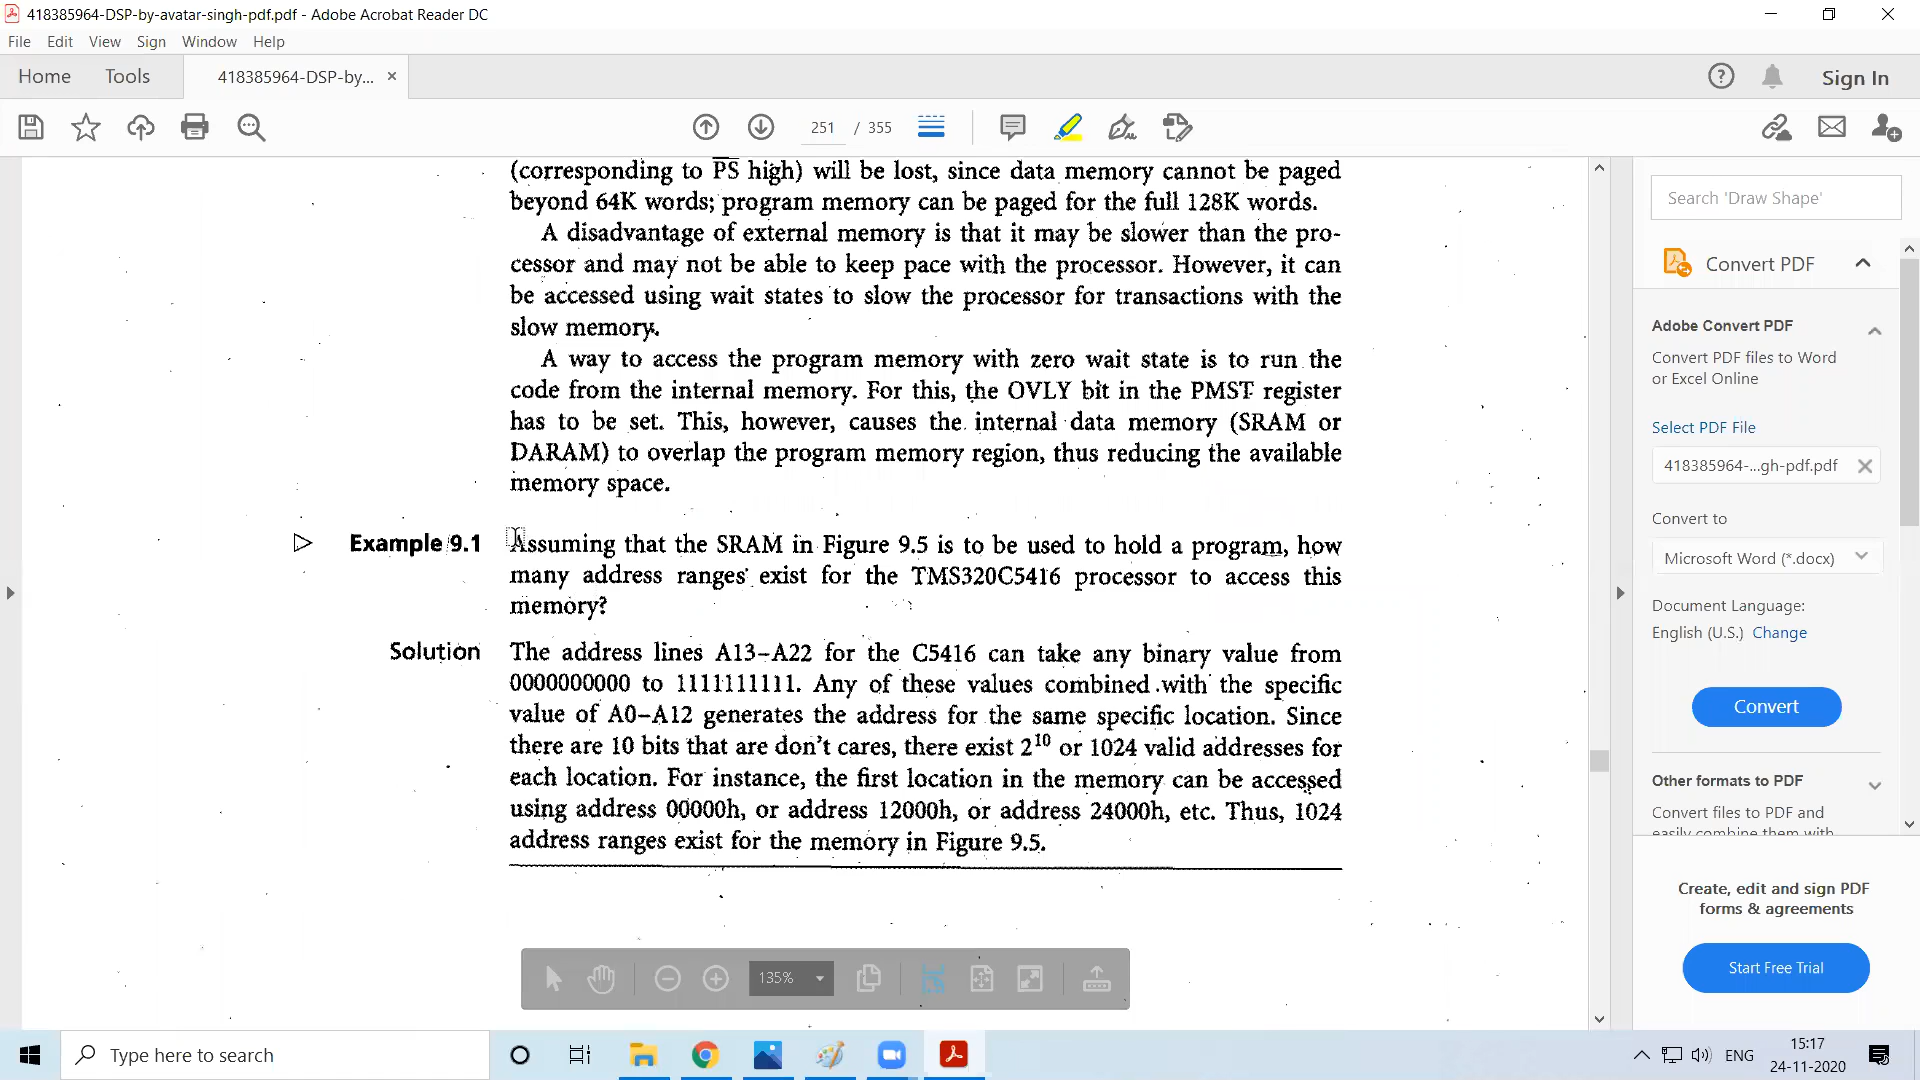 418385964-DSP-by-avatar-singh-pdf.pdf - Adobe Acrobat Reader DC
File Edit View Sign Window Help
Home Tools 418385964-DSP-by... × Sign In
251 / 355
(corresponding to PS high) will be lost, since data memory cannot be paged
beyond 64K words; program memory can be paged for the full 128K words.
A disadvantage of external memory is that it may be slower than the pro-
cessor and may not be able to keep pace with the processor. However, it can
be accessed using wait states to slow the processor for transactions with the
slow memory.
A way to access the program memory with zero wait state is to run the
code from the internal memory. For this, the OVLY bit in the PMST register
has to be set. This, however, causes the internal data memory (SRAM or
DARAM) to overlap the program memory region, thus reducing the available
memory space.
Example 9.1 Assuming that the SRAM in Figure 9.5 is to be used to hold a program, how
many address ranges exist for the TMS320C5416 processor to access this
memory?
Solution The address lines A13–A22 for the C5416 can take any binary value from
0000000000 to 1111111111. Any of these values combined with the specific
value of A0–A12 generates the address for the same specific location. Since
there are 10 bits that are don't cares, there exist 2¹⁰ or 1024 valid addresses for
each location. For instance, the first location in the memory can be accessed
using address 00000h, or address 12000h, or address 24000h, etc. Thus, 1024
address ranges exist for the memory in Figure 9.5.
135%
Search 'Draw Shape'
Convert PDF
Adobe Convert PDF
Convert PDF files to Word
or Excel Online
Select PDF File
418385964-...gh-pdf.pdf
Convert to
Microsoft Word (*.docx)
Document Language:
English (U.S.) Change
Convert
Other formats to PDF
Convert files to PDF and
easily combine them with
Create, edit and sign PDF
forms & agreements
Start Free Trial
Type here to search
ENG
15:17
24-11-2020